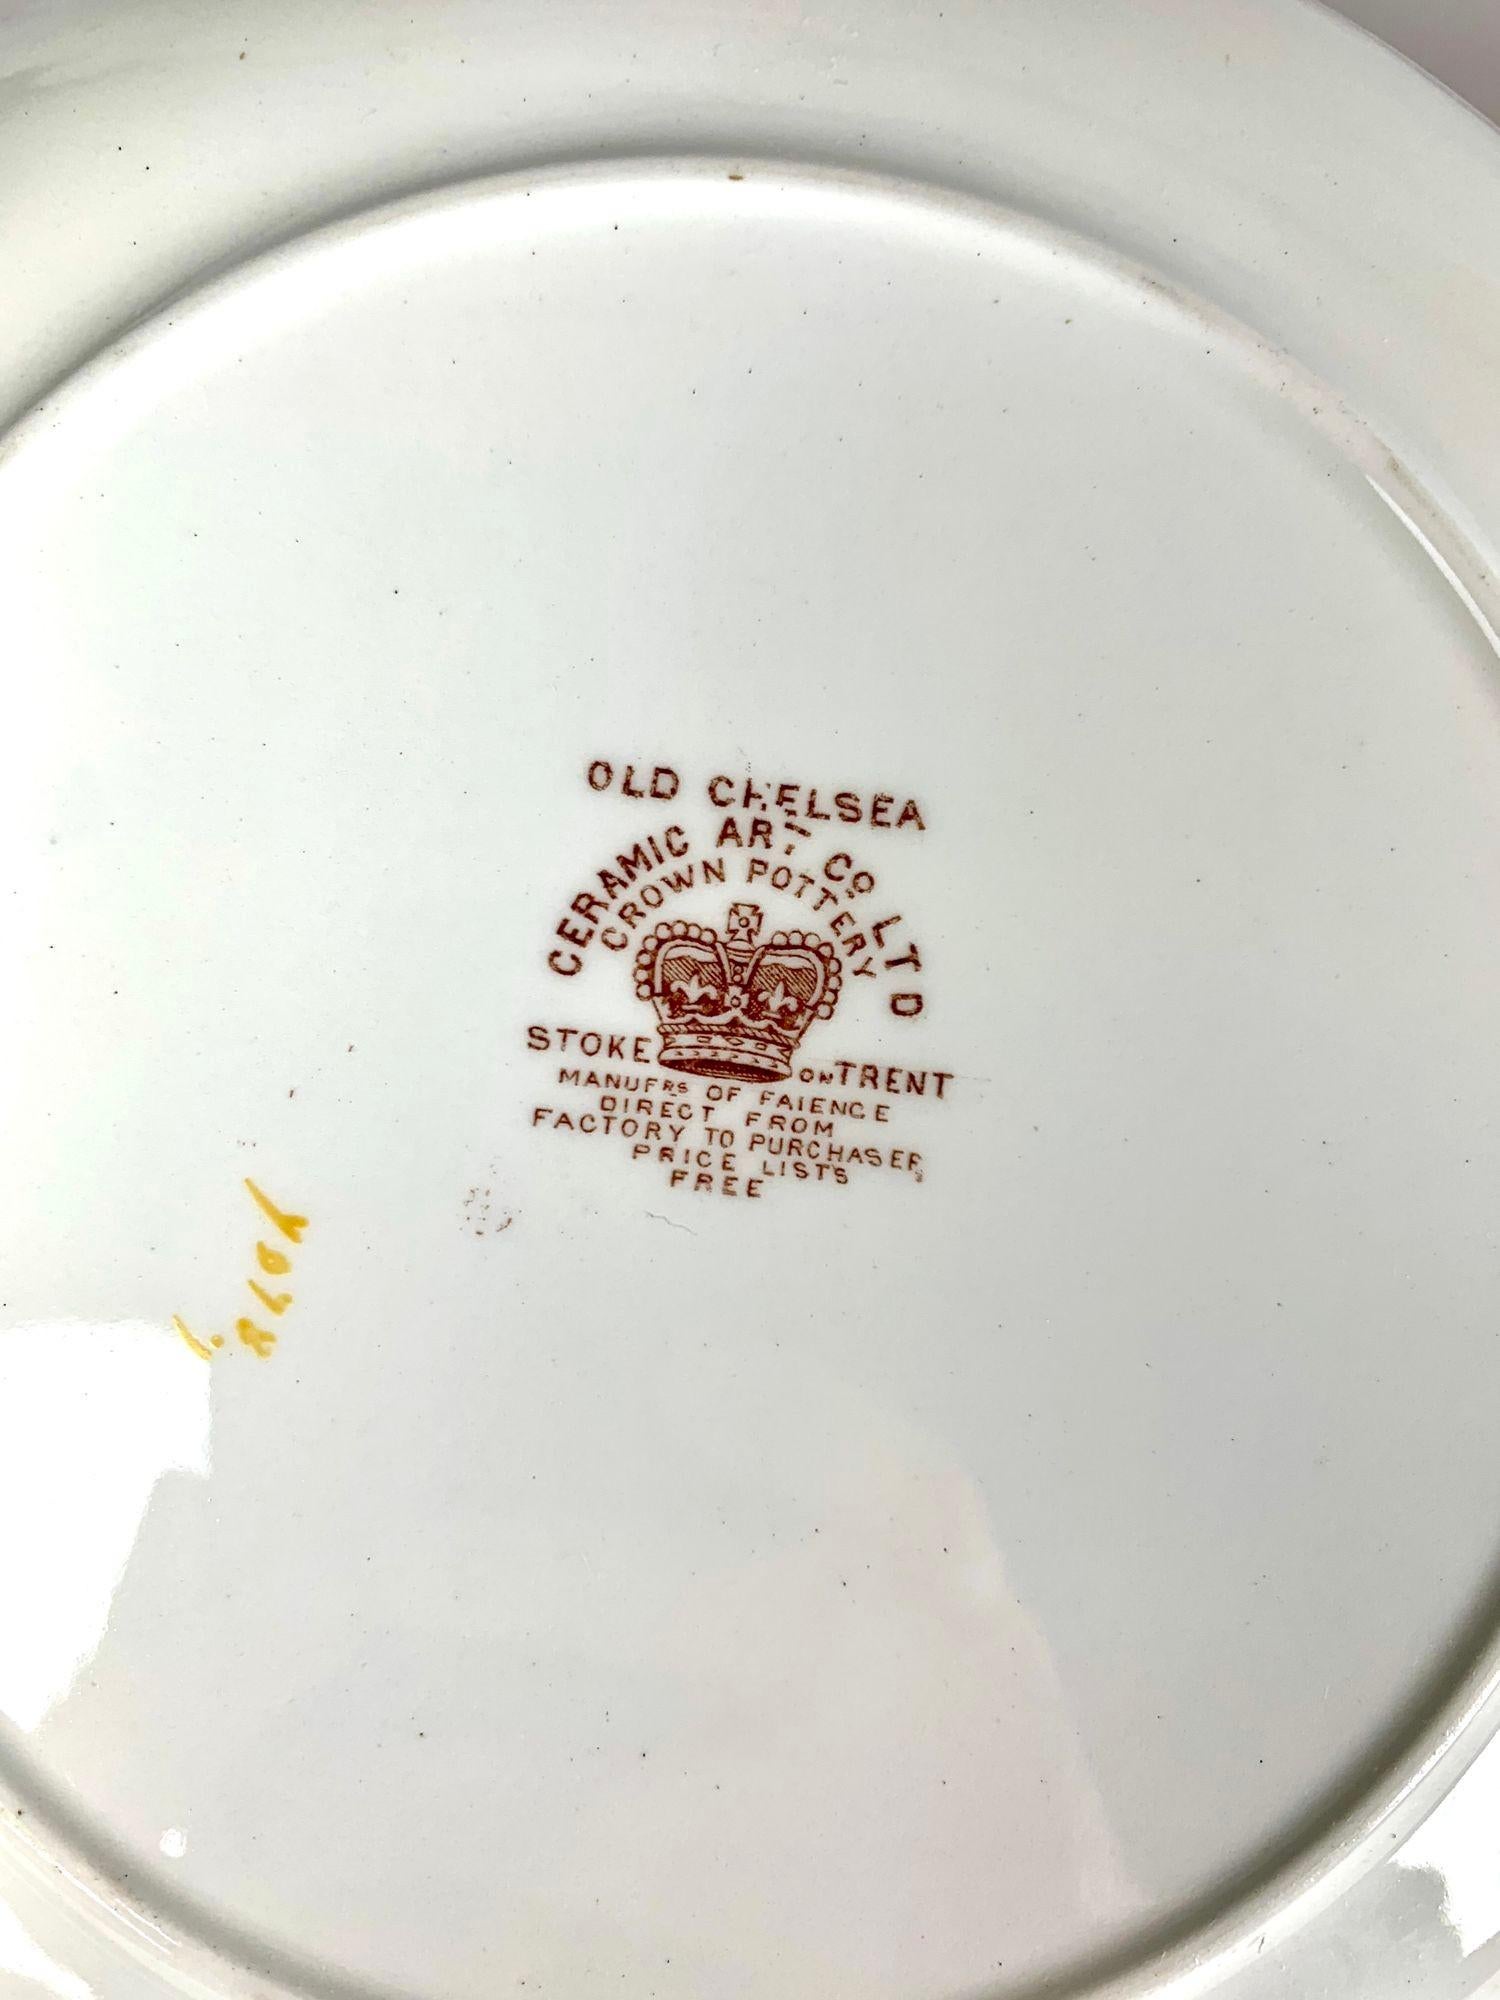 OLD CHELSEA
CERAMIC ART CO LTD
CROWN POTTERY
STOKE ON TRENT
MANUFRS OF FAIENCE
DIRECT FROM
FACTORY TO PURCHASER,
PRICE LISTS
FREE